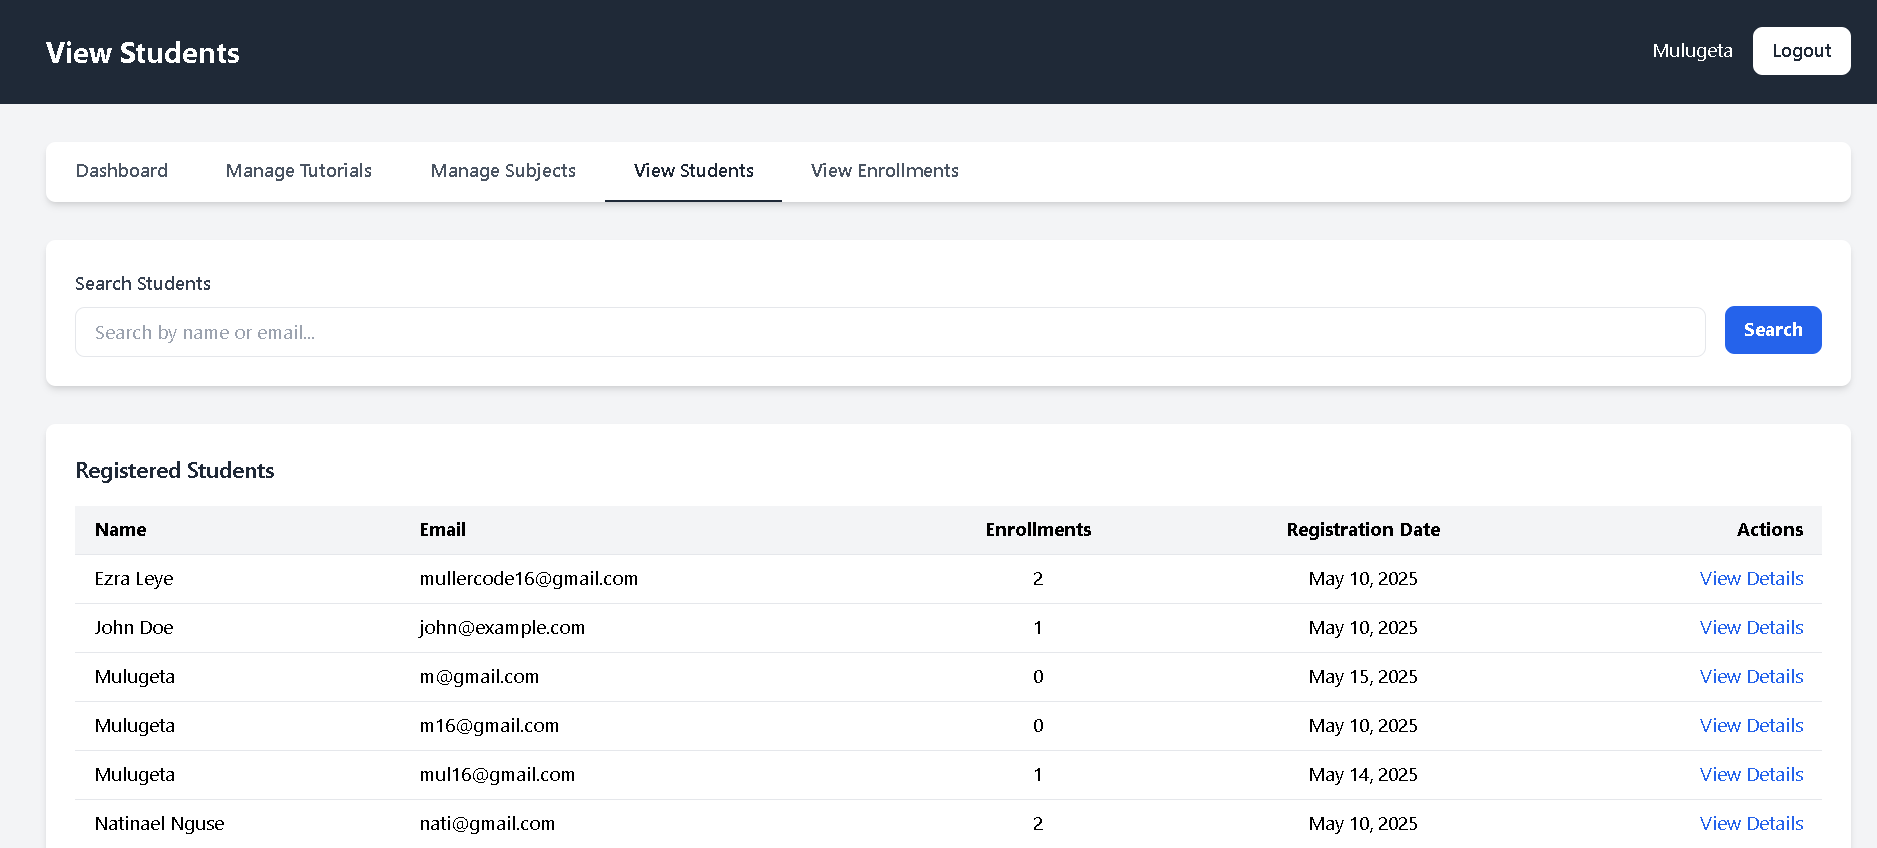 View Students
Mulugeta Logout
Dashboard Manage Tutorials Manage Subjects View Students View Enrollments
Search Students
Search by name or email...
Search
Registered Students
Name Email Enrollments Registration Date Actions
Ezra Leye mullercode16@gmail.com 2 May 10, 2025 View Details
John Doe john@example.com 1 May 10, 2025 View Details
Mulugeta m@gmail.com 0 May 15, 2025 View Details
Mulugeta m16@gmail.com 0 May 10, 2025 View Details
Mulugeta mul16@gmail.com 1 May 14, 2025 View Details
Natinael Nguse nati@gmail.com 2 May 10, 2025 View Details